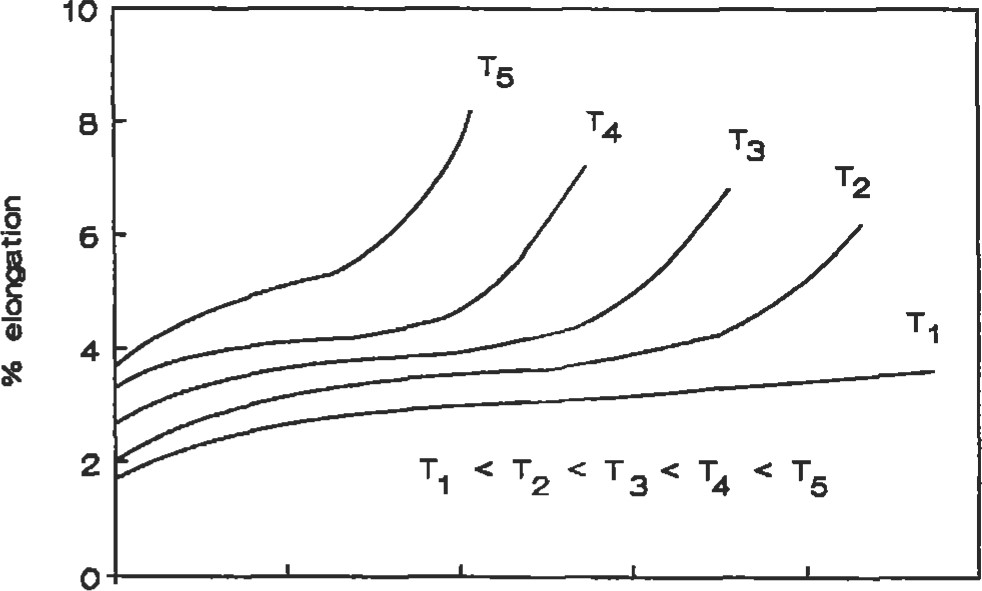 10
8
6
4
2
0
% elongation
T5
T4
T3
T2
T1
T1 < T2 < T3 < T4 < T5